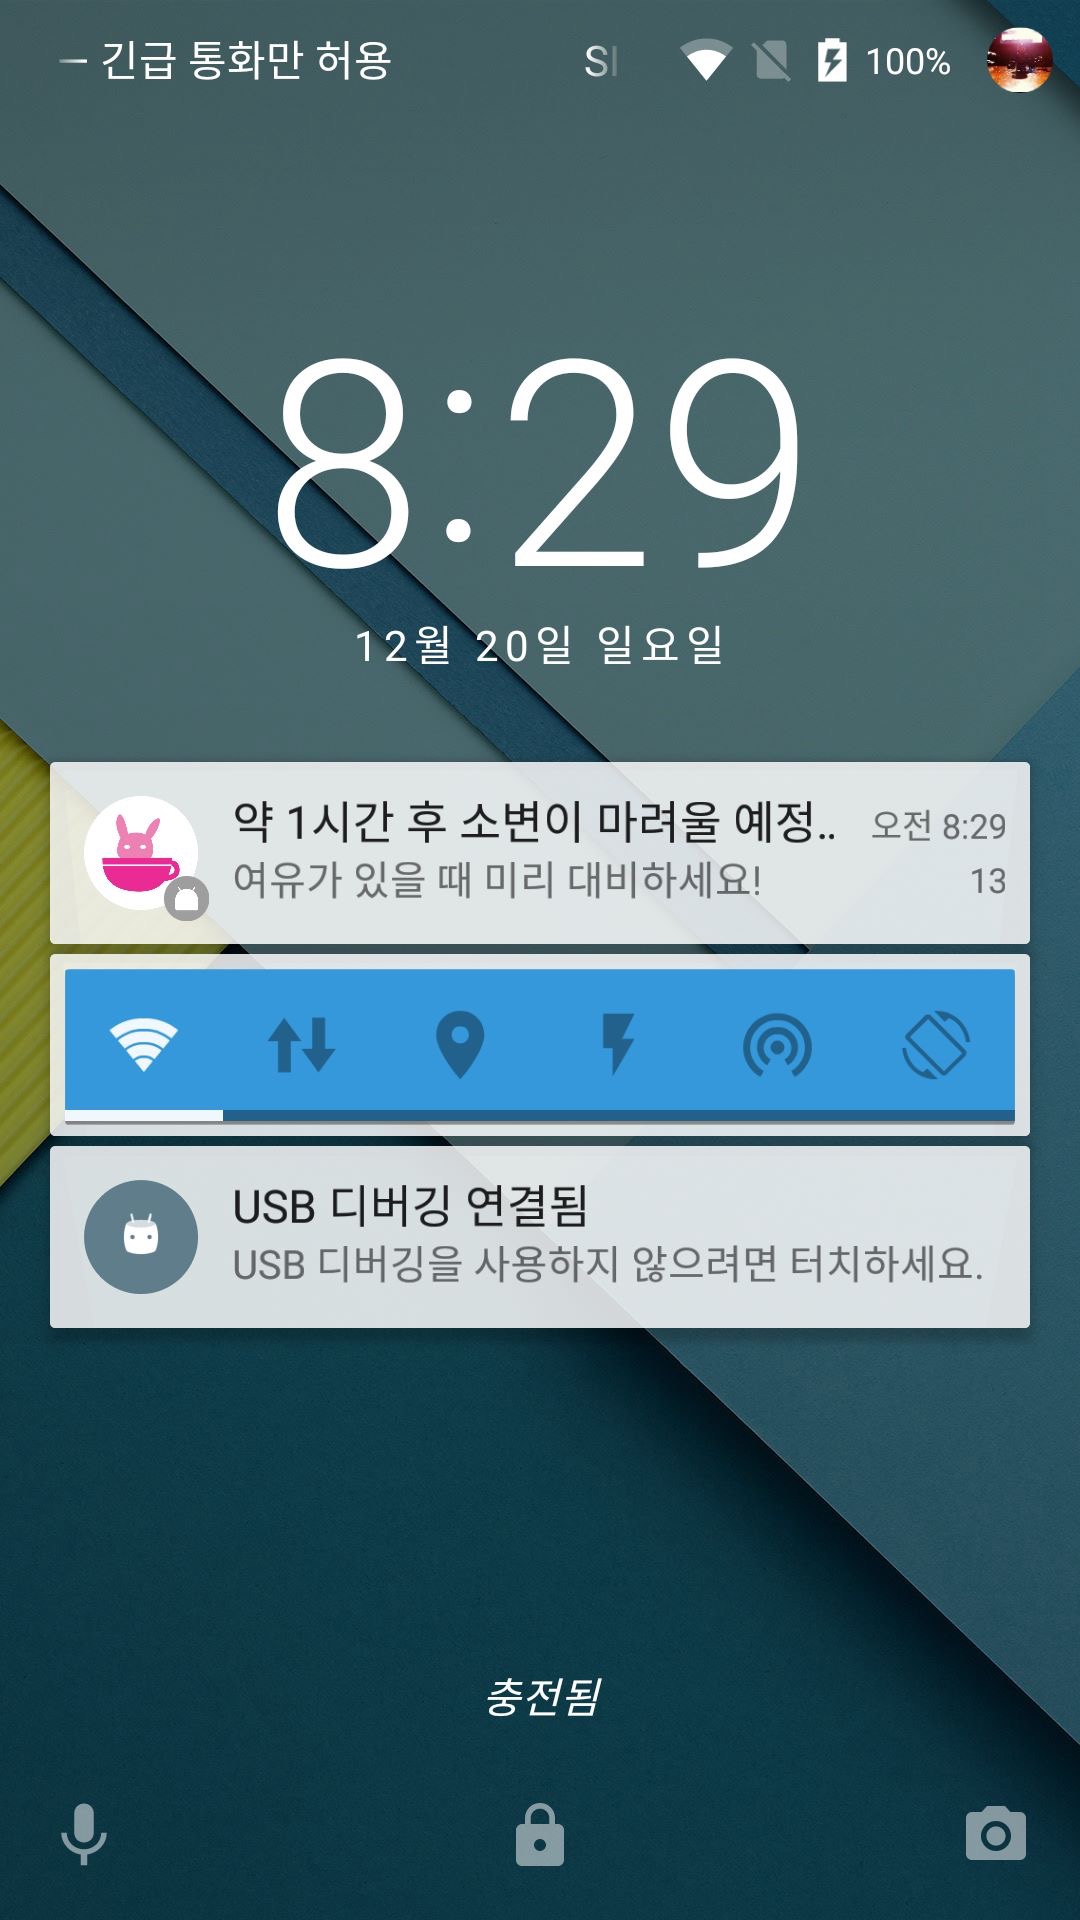 긴급 통화만 허용
100%
8:29
12월 20일 일요일
약 1시간 후 소변이 마려울 예정.. 오전 8:29
여유가 있을 때 미리 대비하세요! 13
USB 디버깅 연결됨
USB 디버깅을 사용하지 않으려면 터치하세요.
충전됨